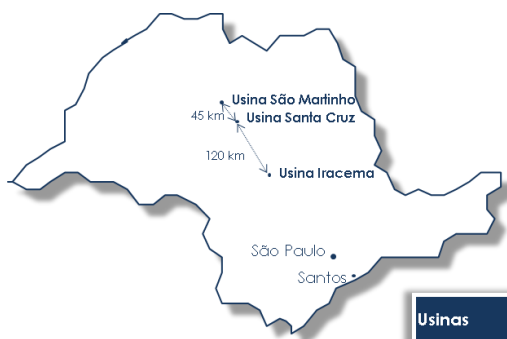 Usina São Martinho
45 km
Usina Santa Cruz
120 km
Usina Iracema
São Paulo
Santos
Usinas